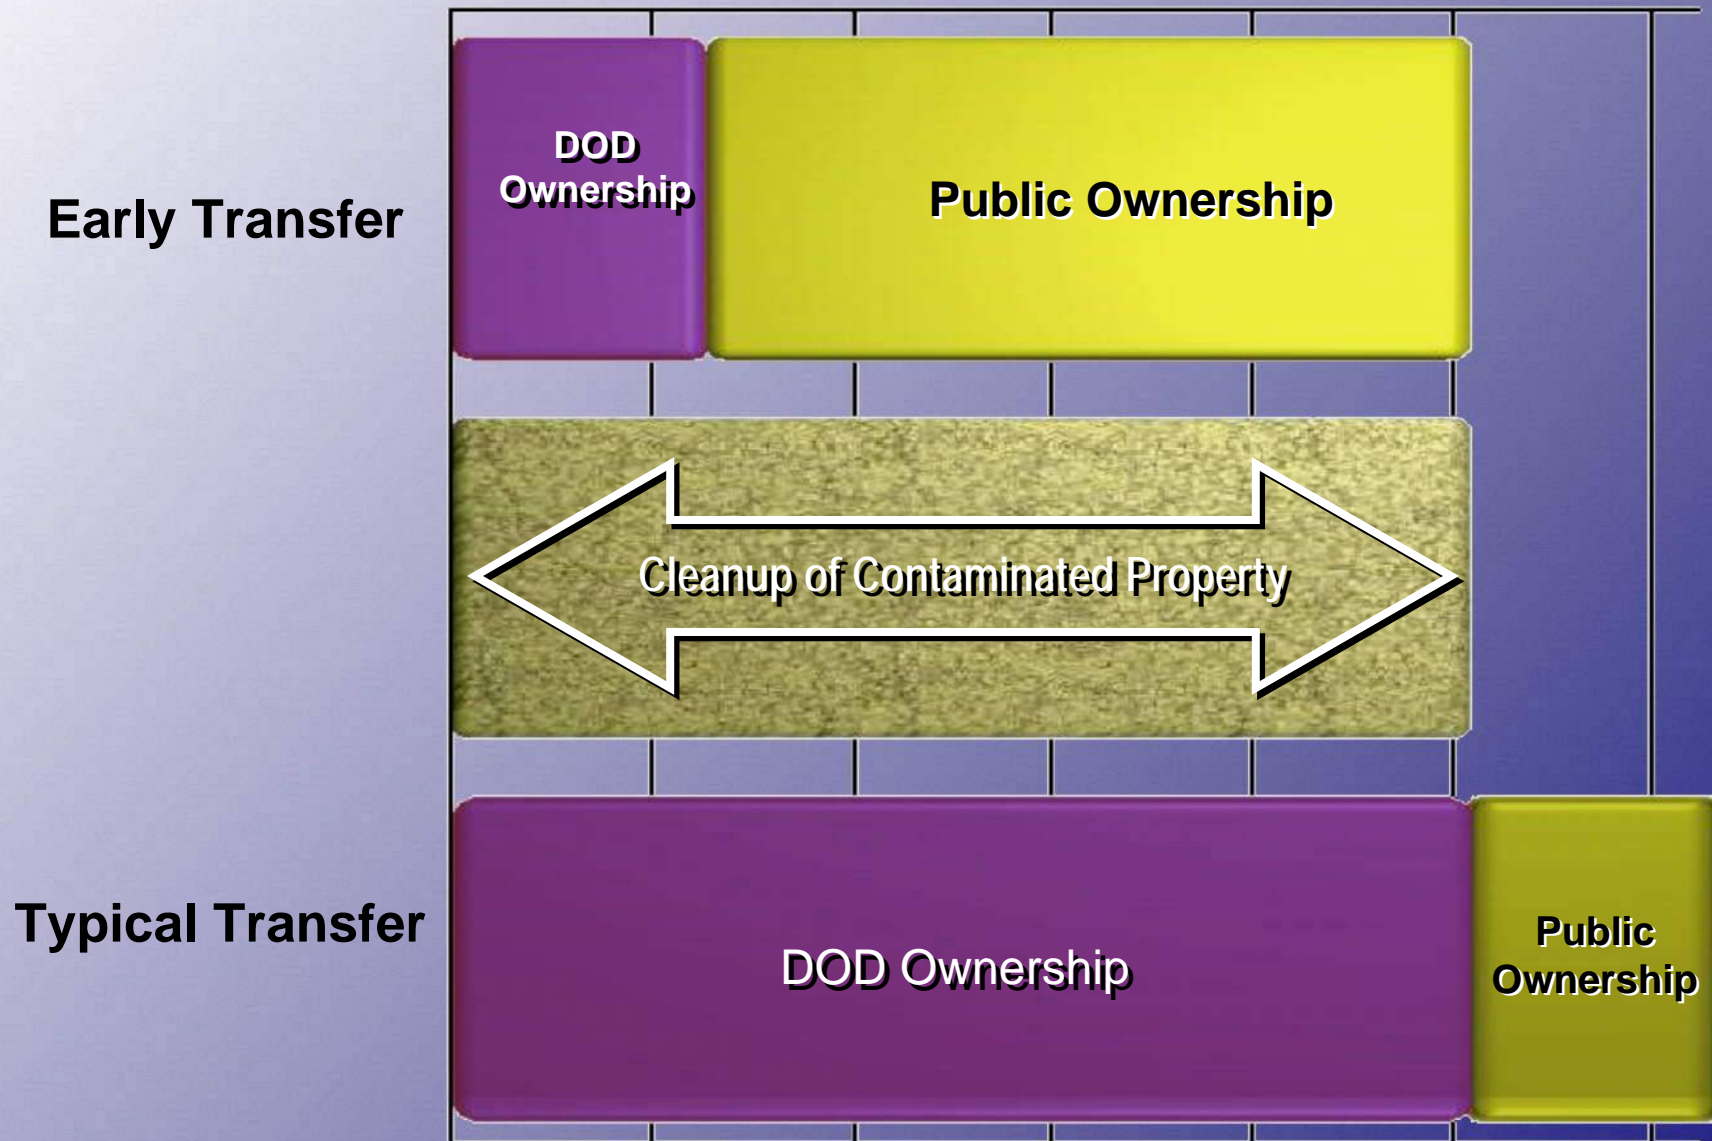 DOD
Ownership
Public Ownership
Early Transfer
Cleanup of Contaminated Property
Typical Transfer
DOD Ownership
Public
Ownership